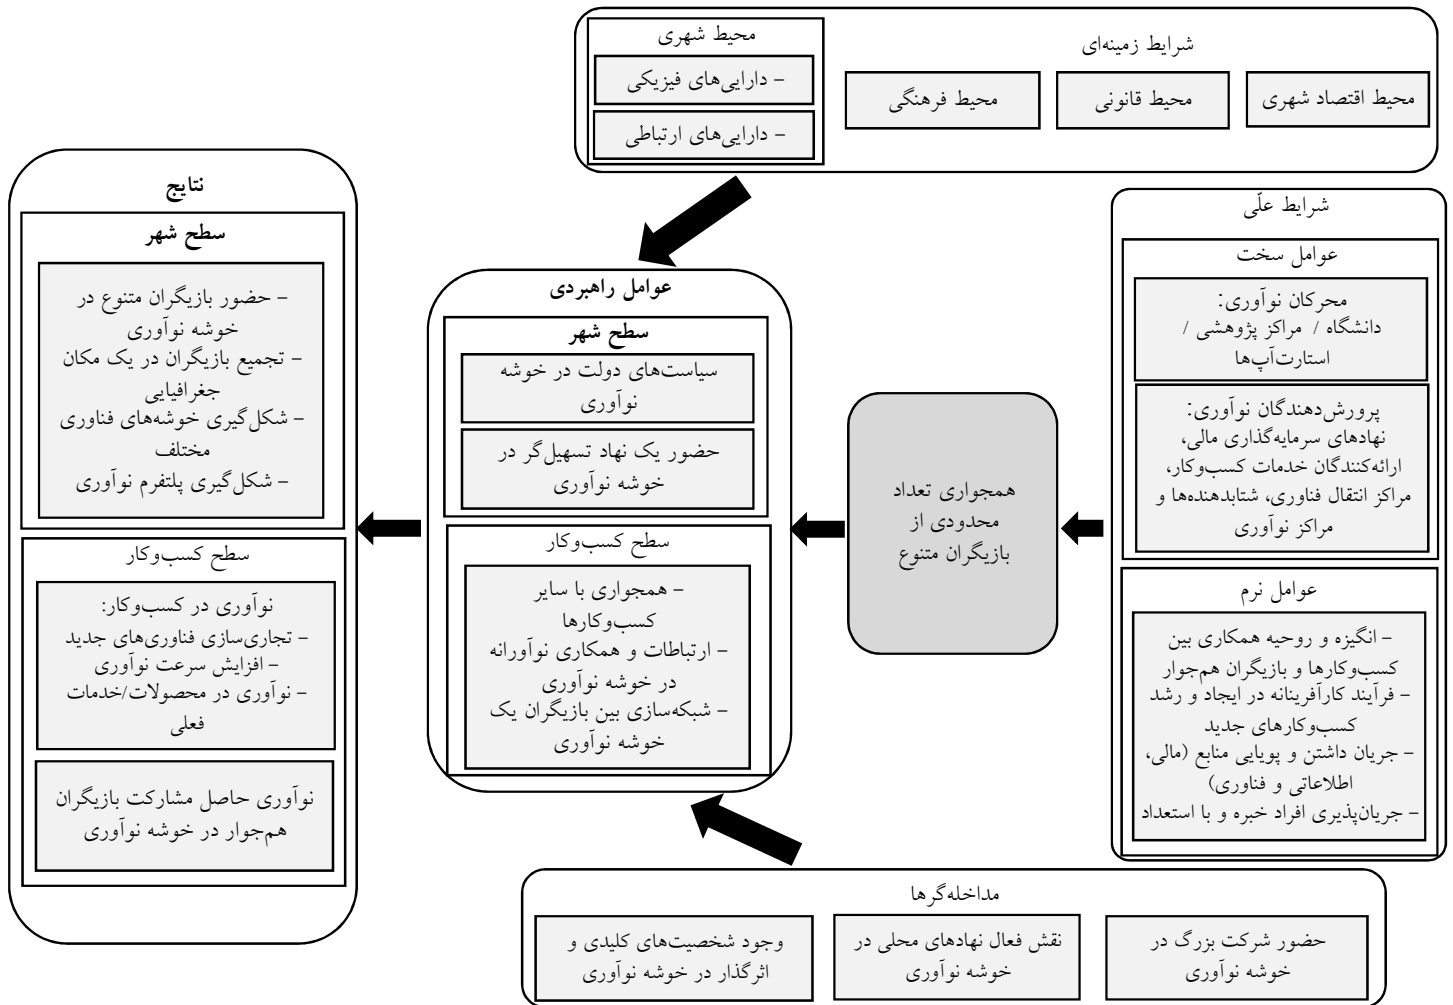 شرایط زمینه‌ای
محیط اقتصاد شهری
محیط قانونی
محیط فرهنگی
محیط شهری
– دارایی‌های فیزیکی
– دارایی‌های ارتباطی
شرایط علّی
عوامل سخت
محرکان نوآوری:
دانشگاه / مراکز پژوهشی /
استارت‌آپ‌ها
پرورش‌دهندگان نوآوری:
نهادهای سرمایه‌گذاری مالی،
ارائه‌کنندگان خدمات کسب‌وکار،
مراکز انتقال فناوری، شتابدهنده‌ها و
مراکز نوآوری
عوامل نرم
– انگیزه و روحیه همکاری بین
کسب‌وکارها و بازیگران هم‌جوار
– فرآیند کارآفرینانه در ایجاد و رشد
کسب‌وکارهای جدید
– جریان داشتن و پویایی منابع (مالی،
اطلاعاتی و فناوری)
– جریان‌پذیری افراد خبره و با استعداد
همجواری تعداد
محدودی از
بازیگران متنوع
عوامل راهبردی
سطح شهر
سیاست‌های دولت در خوشه
نوآوری
حضور یک نهاد تسهیل‌گر در
خوشه نوآوری
سطح کسب‌وکار
– همجواری با سایر
کسب‌وکارها
– ارتباطات و همکاری نوآورانه
در خوشه نوآوری
– شبکه‌سازی بین بازیگران یک
خوشه نوآوری
نتایج
سطح شهر
– حضور بازیگران متنوع در
خوشه نوآوری
– تجمیع بازیگران در یک مکان
جغرافیایی
– شکل‌گیری خوشه‌های فناوری
مختلف
– شکل‌گیری پلتفرم نوآوری
سطح کسب‌وکار
نوآوری در کسب‌وکار:
– تجاری‌سازی فناوری‌های جدید
– افزایش سرعت نوآوری
– نوآوری در محصولات/خدمات
فعلی
نوآوری حاصل مشارکت بازیگران
هم‌جوار در خوشه نوآوری
مداخله‌گرها
حضور شرکت بزرگ در
خوشه نوآوری
نقش فعال نهادهای محلی در
خوشه نوآوری
وجود شخصیت‌های کلیدی و
اثرگذار در خوشه نوآوری